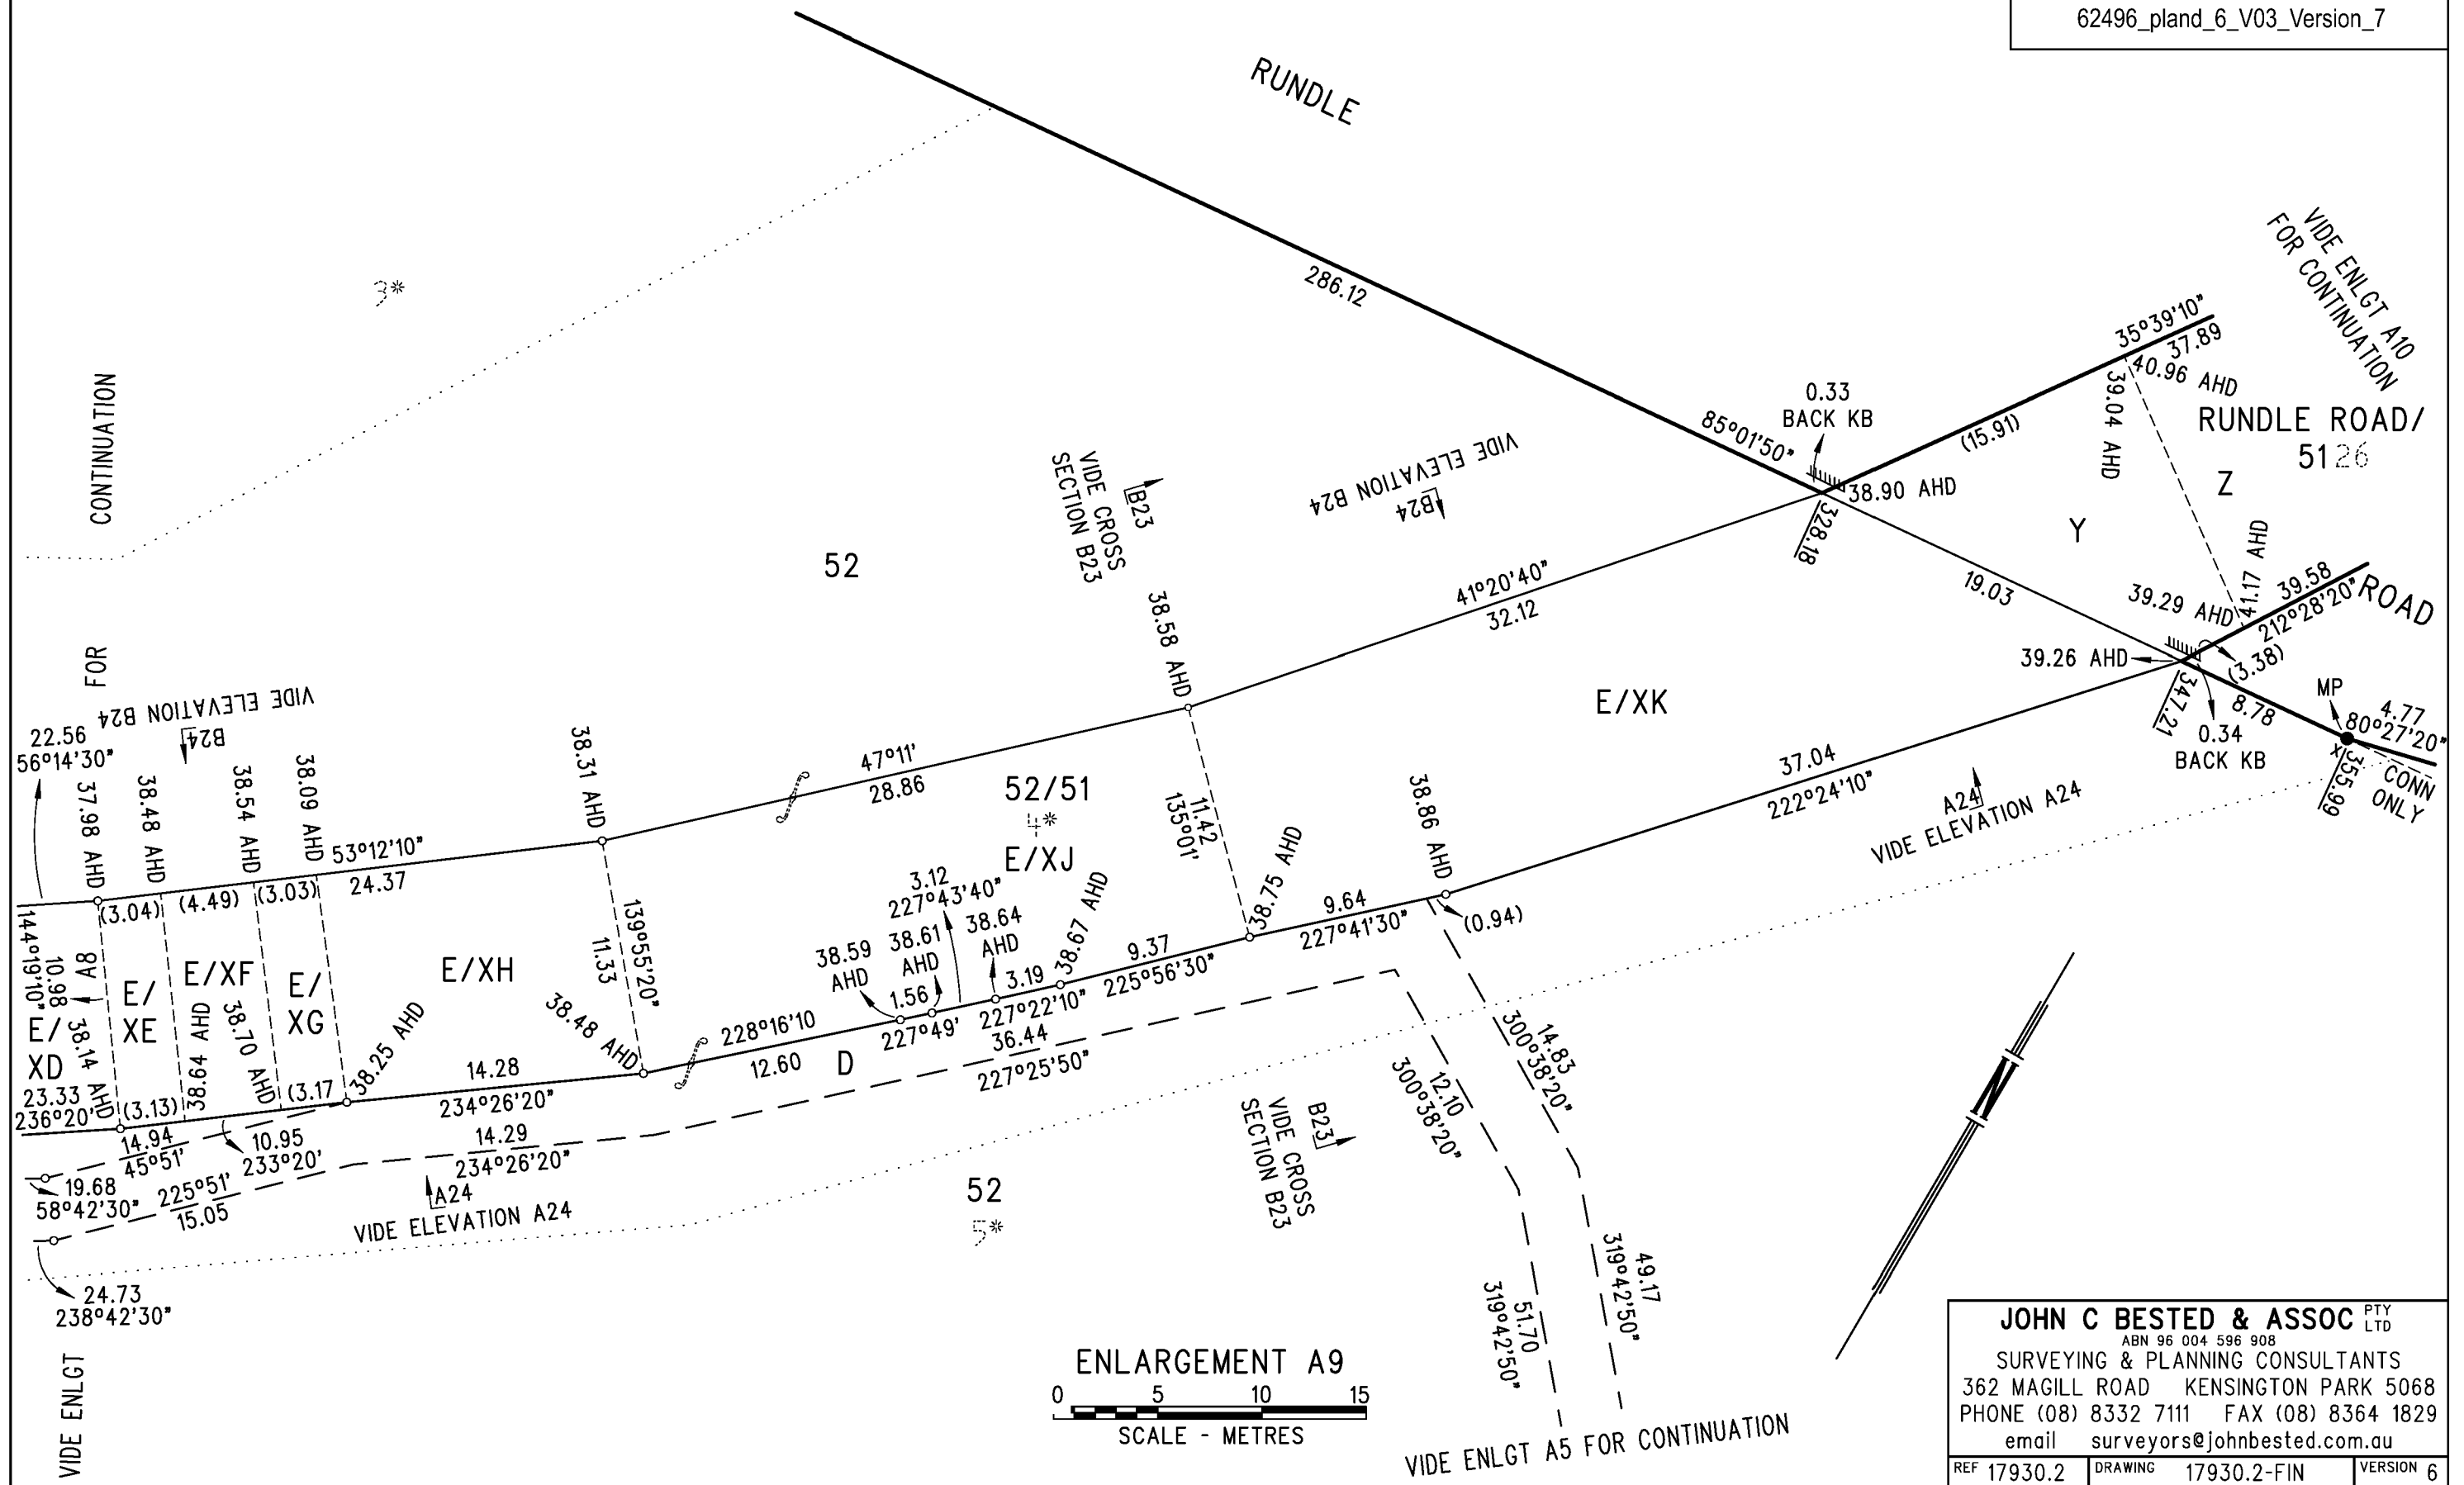 62496_pland_6_V03_Version_7
RUNDLE
286.12
3*
VIDE ENLGT A10
FOR CONTINUATION
35°39'10"
37.89
40.96 AHD
39.04 AHD
RUNDLE ROAD/
5126
Z
Y
0.33
BACK KB
85°01'50"
(15.91)
38.90 AHD
328.18
19.03
41.17 AHD
39.29 AHD
39.58
212°28'20"
ROAD
39.26 AHD
(3.38)
347.21
8.78
0.34
BACK KB
MP
4.77
80°27'20"
X
355.99
CONN
ONLY
VIDE CROSS
SECTION B23
B23
VIDE ELEVATION B24
B24
52
38.58 AHD
41°20'40"
32.12
E/XK
37.04
222°24'10"
A24
VIDE ELEVATION A24
CONTINUATION
FOR
VIDE ENLGT
A8
VIDE ELEVATION B24
B24
22.56
56°14'30"
37.98 AHD
38.48 AHD
38.54 AHD
38.09 AHD
53°12'10"
24.37
(3.04)
(4.49)
(3.03)
38.31 AHD
47°11'
28.86
52/51
4*
E/XJ
11.42
135°01'
38.86 AHD
38.75 AHD
9.64
227°41'30"
(0.94)
144°19'10"
10.98
E/
XD
38.14 AHD
E/
XE
E/XF
38.64 AHD
38.70 AHD
E/
XG
38.25 AHD
E/XH
139°55'20"
11.33
38.48 AHD
3.12
227°43'40"
38.59
AHD
38.61
AHD
38.64
AHD
38.67 AHD
1.56
227°49'
3.19
227°22'10"
9.37
225°56'30"
228°16'10
12.60
D
36.44
227°25'50"
23.33
236°20'
(3.13)
(3.17
14.28
234°26'20"
14.94
45°51'
10.95
233°20'
14.29
234°26'20"
19.68
58°42'30"
225°51'
15.05
A24
VIDE ELEVATION A24
24.73
238°42'30"
52
5*
VIDE CROSS
SECTION B23
B23
12.10
300°38'20"
14.83
300°38'20"
49.17
319°42'50"
51.70
319°42'50"
VIDE ENLGT A5 FOR CONTINUATION
ENLARGEMENT A9
0 5 10 15
SCALE - METRES
N
JOHN C BESTED & ASSOC PTY LTD
ABN 96 004 596 908
SURVEYING & PLANNING CONSULTANTS
362 MAGILL ROAD KENSINGTON PARK 5068
PHONE (08) 8332 7111 FAX (08) 8364 1829
email surveyors@johnbested.com.au
REF 17930.2 DRAWING 17930.2-FIN VERSION 6